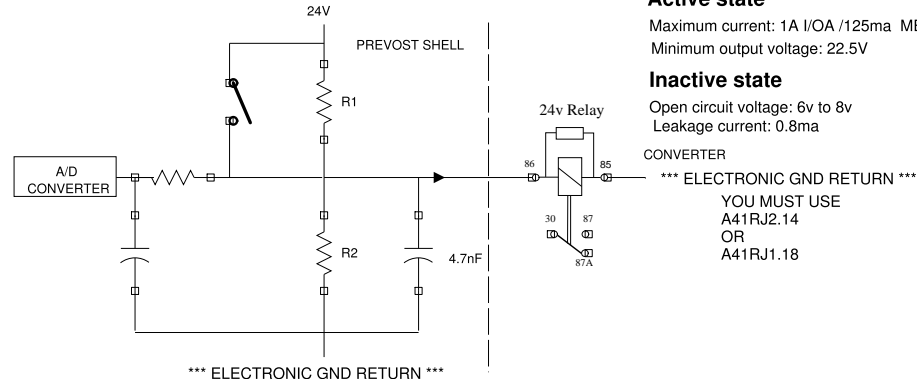 24V
PREVOST SHELL
R1
A/D
CONVERTER
R2
4.7nF
*** ELECTRONIC GND RETURN ***
Active state
Maximum current: 1A I/OA /125ma
Minimum output voltage: 22.5V
Inactive state
Open circuit voltage: 6v to 8v
Leakage current: 0.8ma
24v Relay
86
85
30
87
87A
CONVERTER
*** ELECTRONIC GND RETURN ***
YOU MUST USE
A41RJ2.14
OR
A41RJ1.18